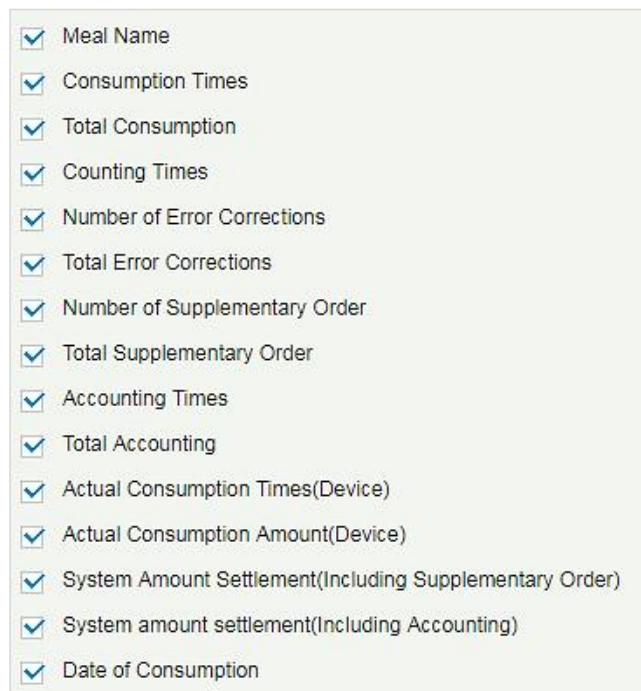 Meal Name
Consumption Times
Total Consumption
Counting Times
Number of Error Corrections
Total Error Corrections
Number of Supplementary Order
Total Supplementary Order
Accounting Times
Total Accounting
Actual Consumption Times(Device)
Actual Consumption Amount(Device)
System Amount Settlement(Including Supplementary Order)
System amount settlement(Including Accounting)
Date of Consumption